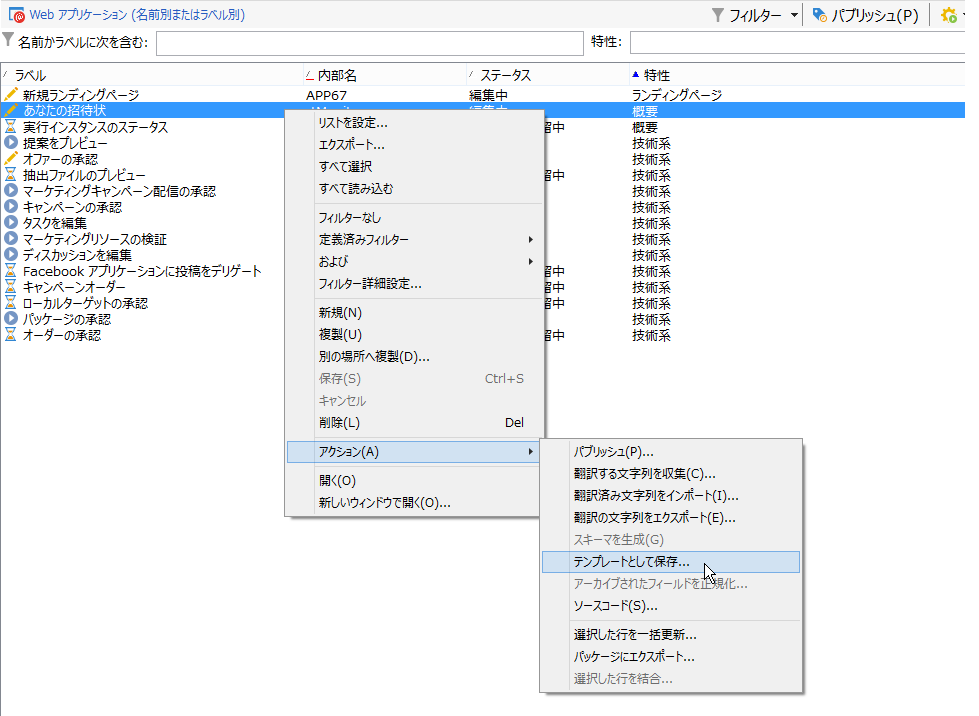 Web アプリケーション (名前別またはラベル別)
フィルター
パブリッシュ(P)
名前かラベルに次を含む:
特性:
ラベル 内部名 ステータス 特性
新規ランディングページ APP67 編集中 ランディングページ
あなたの招待状 概要
実行インスタンスのステータス 留中 概要
提案をプレビュー 技術系
オファーの承認 技術系
抽出ファイルのプレビュー 留中 技術系
マーケティングキャンペーン配信の承認 技術系
キャンペーンの承認 技術系
タスクを編集 技術系
マーケティングリソースの検証 技術系
ディスカッションを編集 技術系
Facebook アプリケーションに投稿をデリゲート 留中 技術系
キャンペーンオーダー 留中 技術系
ローカルターゲットの承認 留中 技術系
パッケージの承認 技術系
オーダーの承認 留中 技術系
リストを設定...
エクスポート...
すべて選択
すべて読み込む
フィルターなし
定義済みフィルター
および
フィルター詳細設定...
新規(N)
複製(U)
別の場所へ複製(D)...
保存(S) Ctrl+S
キャンセル
削除(L) Del
アクション(A)
開く(O)
新しいウィンドウで開く(O)...
パブリッシュ(P)...
翻訳する文字列を収集(C)...
翻訳済み文字列をインポート(I)...
翻訳の文字列をエクスポート(E)...
スキーマを生成(G)
テンプレートとして保存...
アーカイブされたフィールドを正規化...
ソースコード(S)...
選択した行を一括更新...
パッケージにエクスポート...
選択した行を結合...